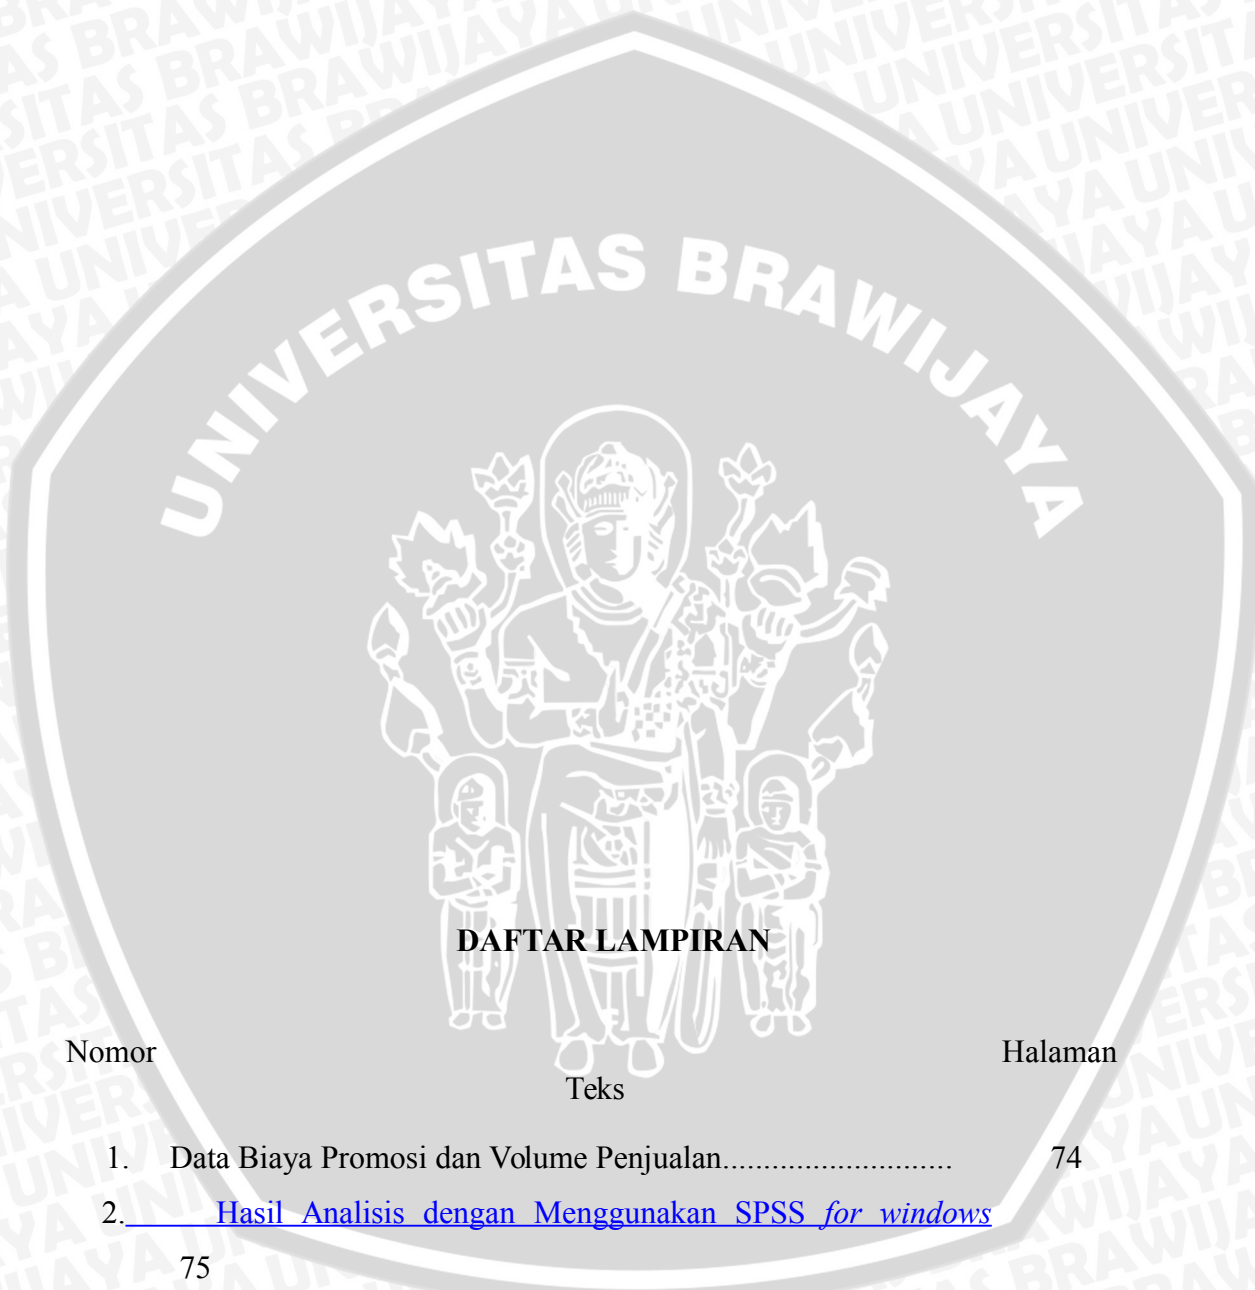 UNIVERSITAS BRAWIJAYA
DAFTAR LAMPIRAN
Nomor Halaman
Teks
1. Data Biaya Promosi dan Volume Penjualan............................ 74
2. Hasil Analisis dengan Menggunakan SPSS for windows
75